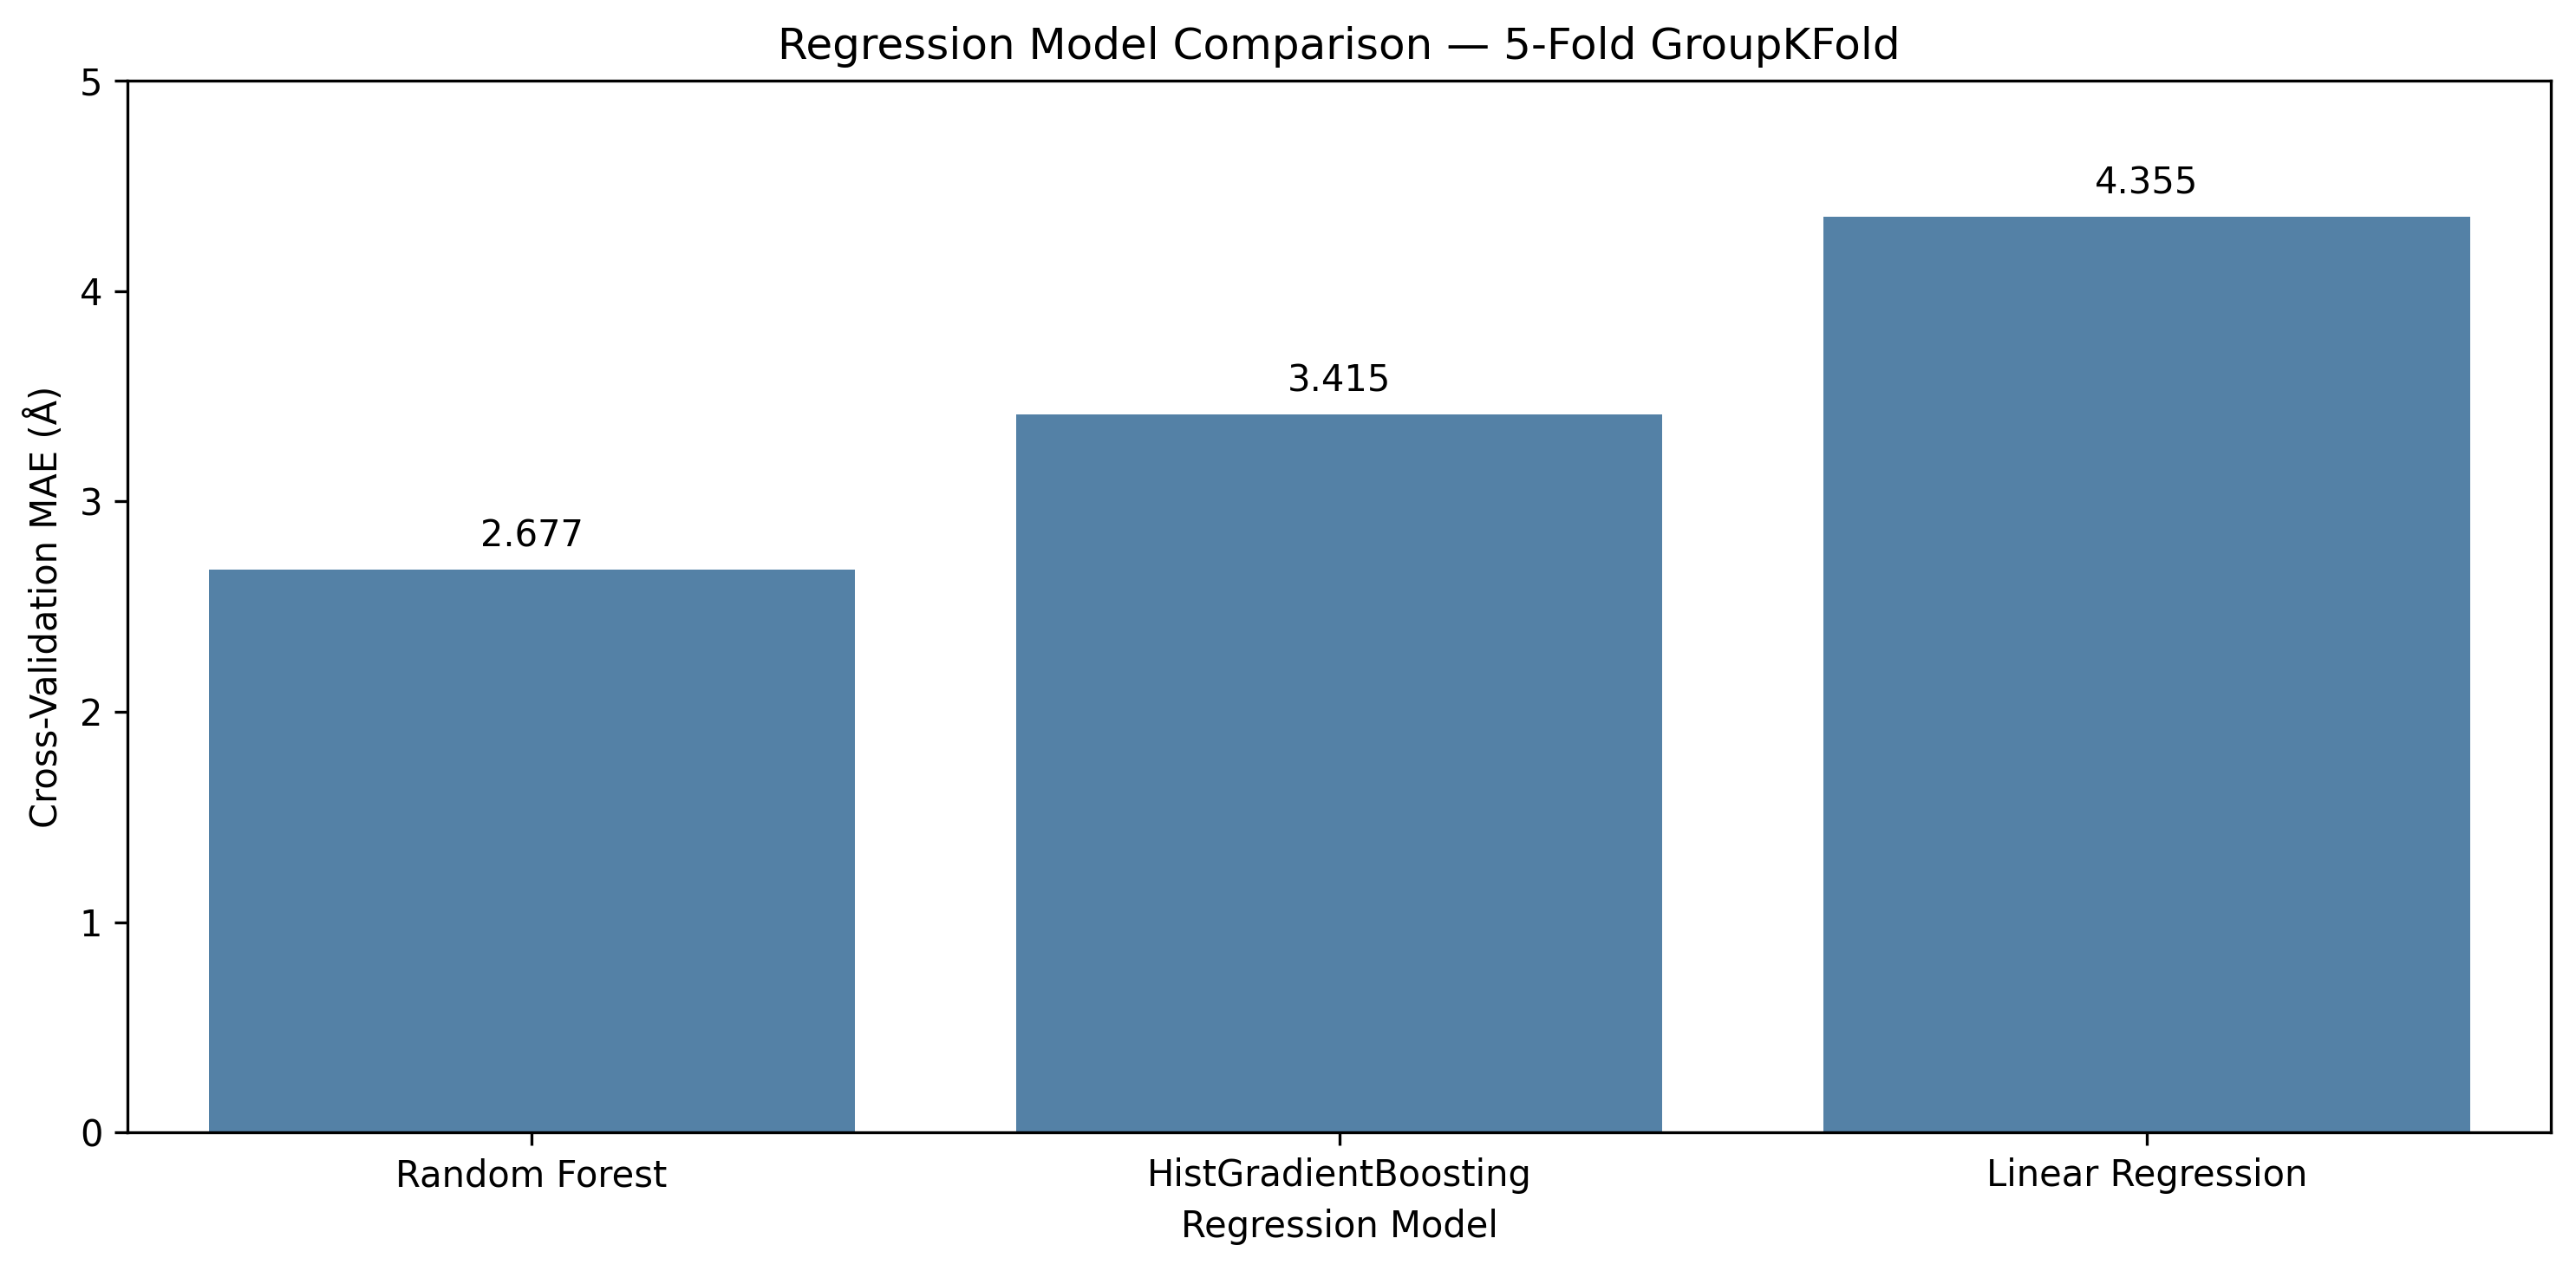 Regression Model Comparison — 5-Fold GroupKFold
Cross-Validation MAE (Å)
5
4
3
2
1
0
2.677
3.415
4.355
Random Forest
HistGradientBoosting
Linear Regression
Regression Model